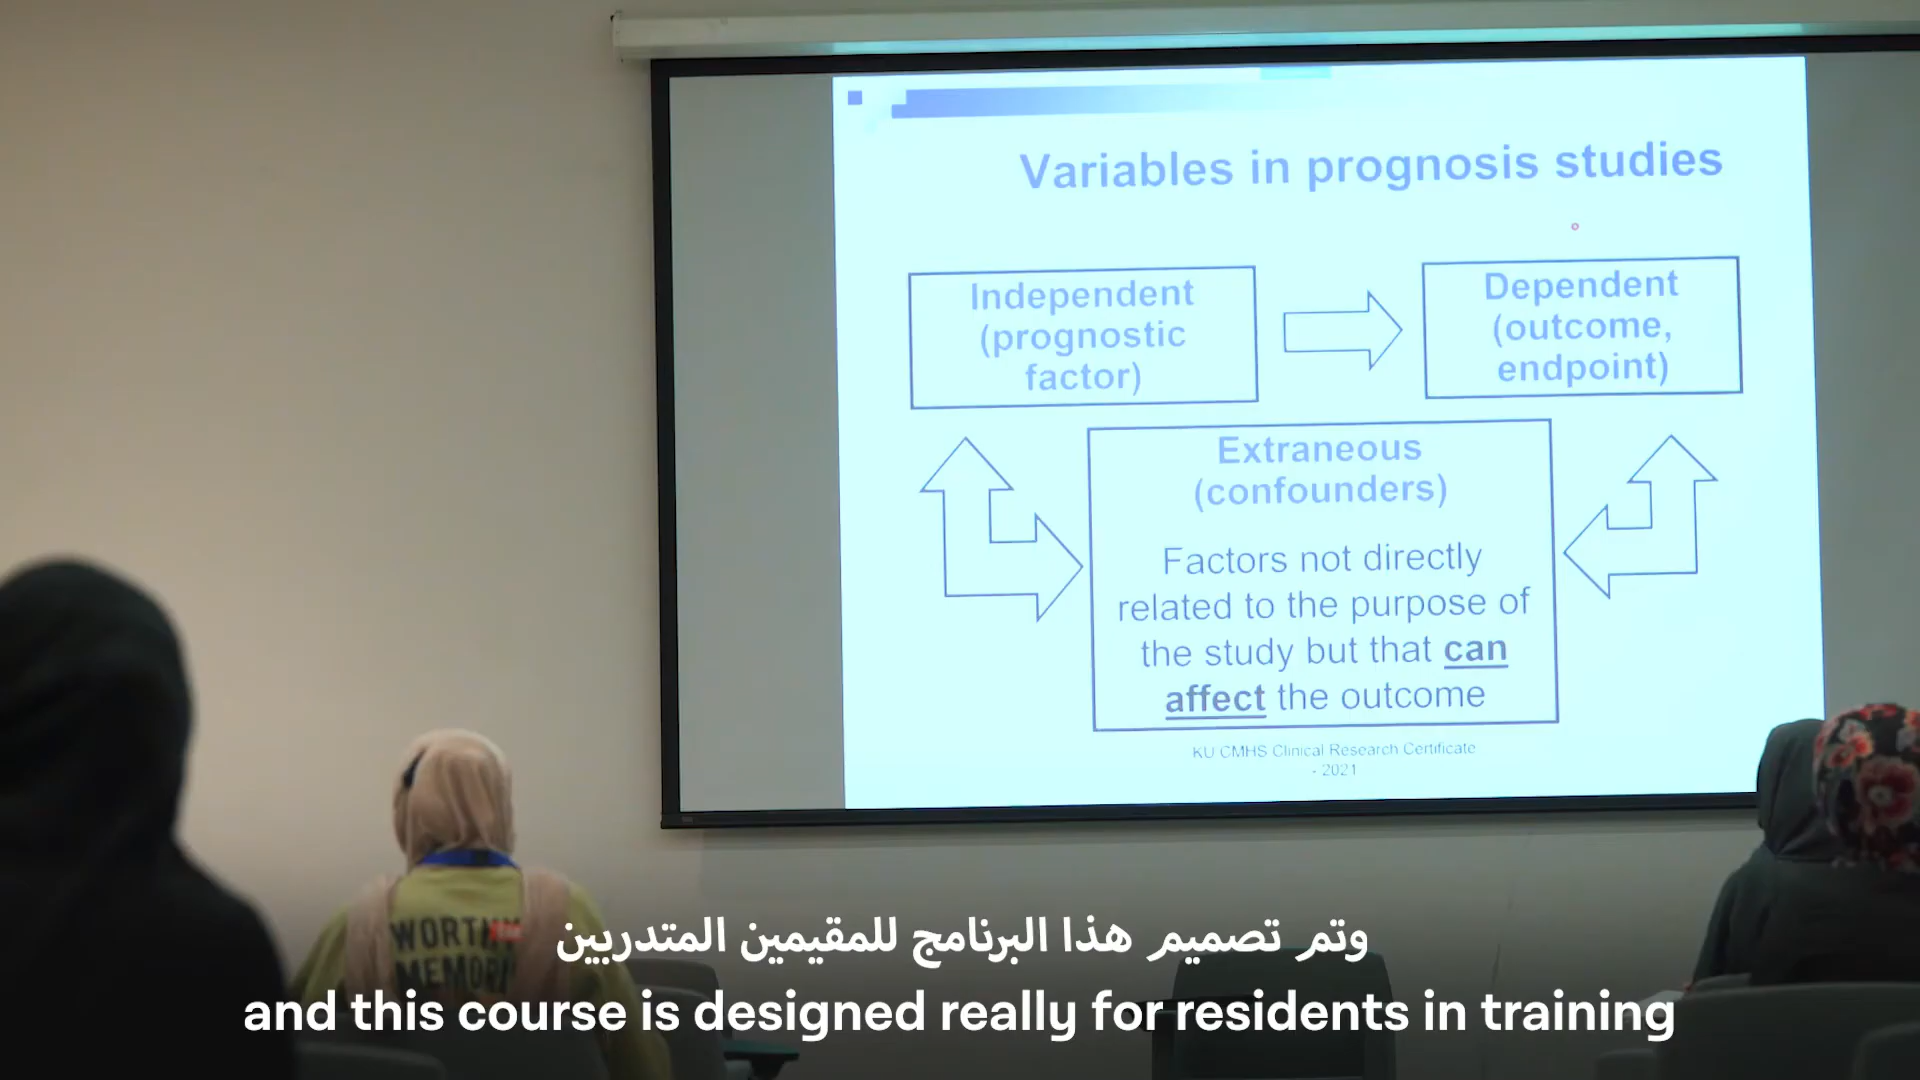 Variables in prognosis studies
Independent
(prognostic
factor)
Dependent
(outcome,
endpoint)
Extraneous
(confounders)
Factors not directly
related to the purpose of
the study but that can
affect the outcome
KU CMHS Clinical Research Certificate
- 2021
WORTH
MEMORY
وتم تصميم هذا البرنامج للمقيمين المتدربين
and this course is designed really for residents in training